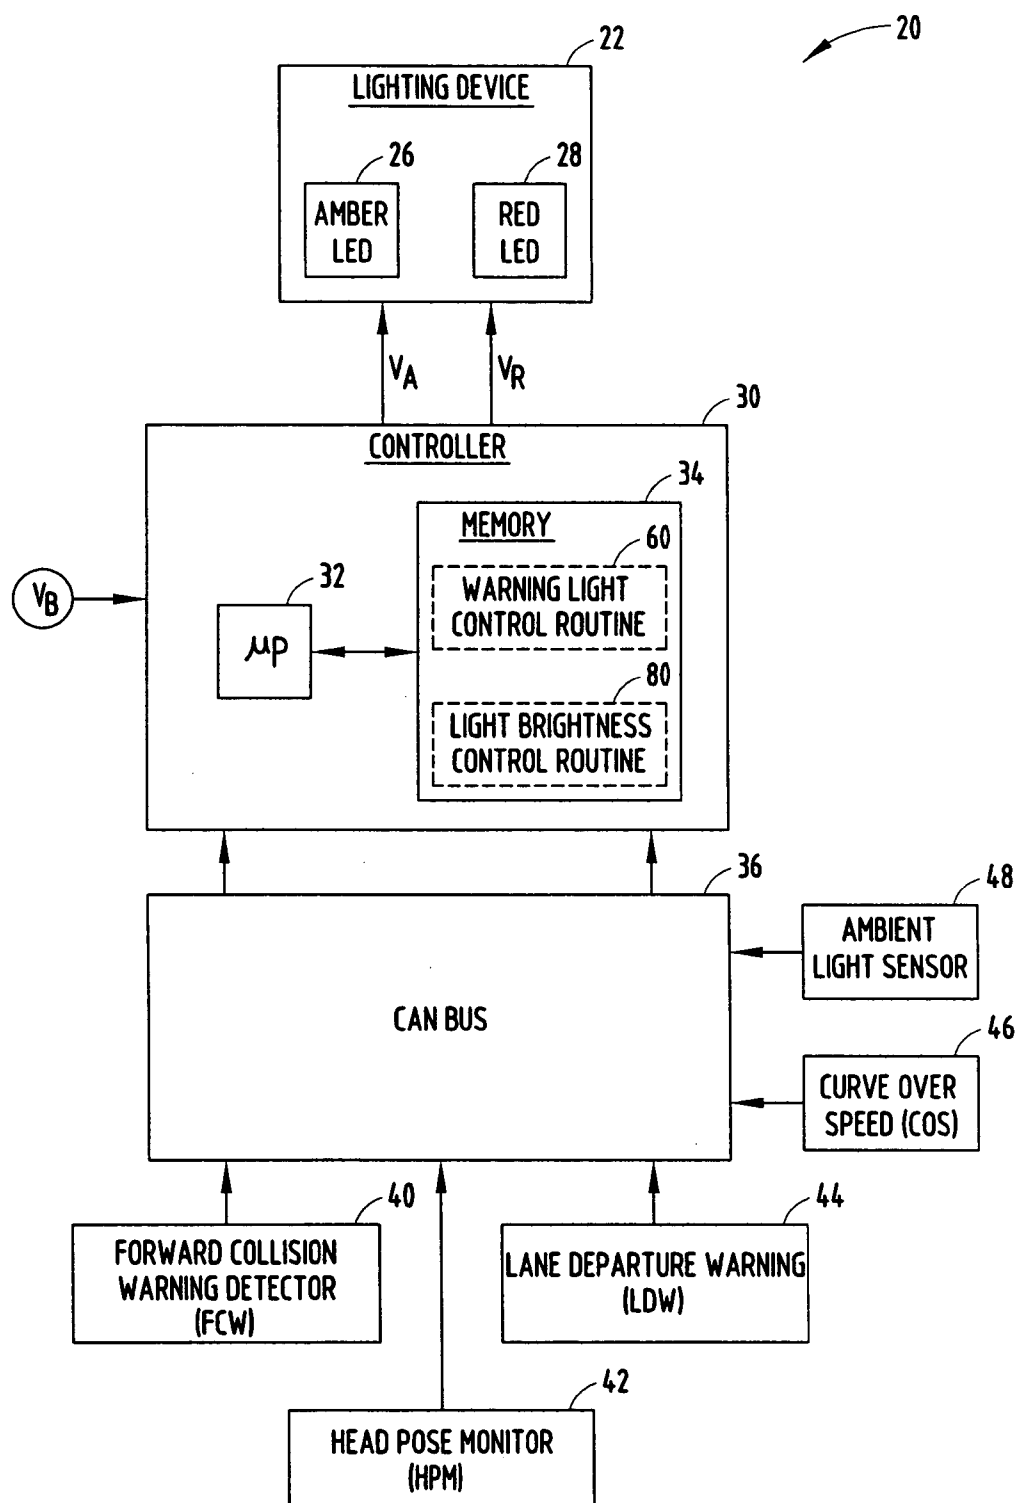 20
22
LIGHTING DEVICE
26
28
AMBER
LED
RED
LED
VA
VR
30
CONTROLLER
34
MEMORY
60
WARNING LIGHT
CONTROL ROUTINE
VB
32
μP
80
LIGHT BRIGHTNESS
CONTROL ROUTINE
36
CAN BUS
48
AMBIENT
LIGHT SENSOR
46
CURVE OVER
SPEED (COS)
40
FORWARD COLLISION
WARNING DETECTOR
(FCW)
44
LANE DEPARTURE WARNING
(LDW)
42
HEAD POSE MONITOR
(HPM)